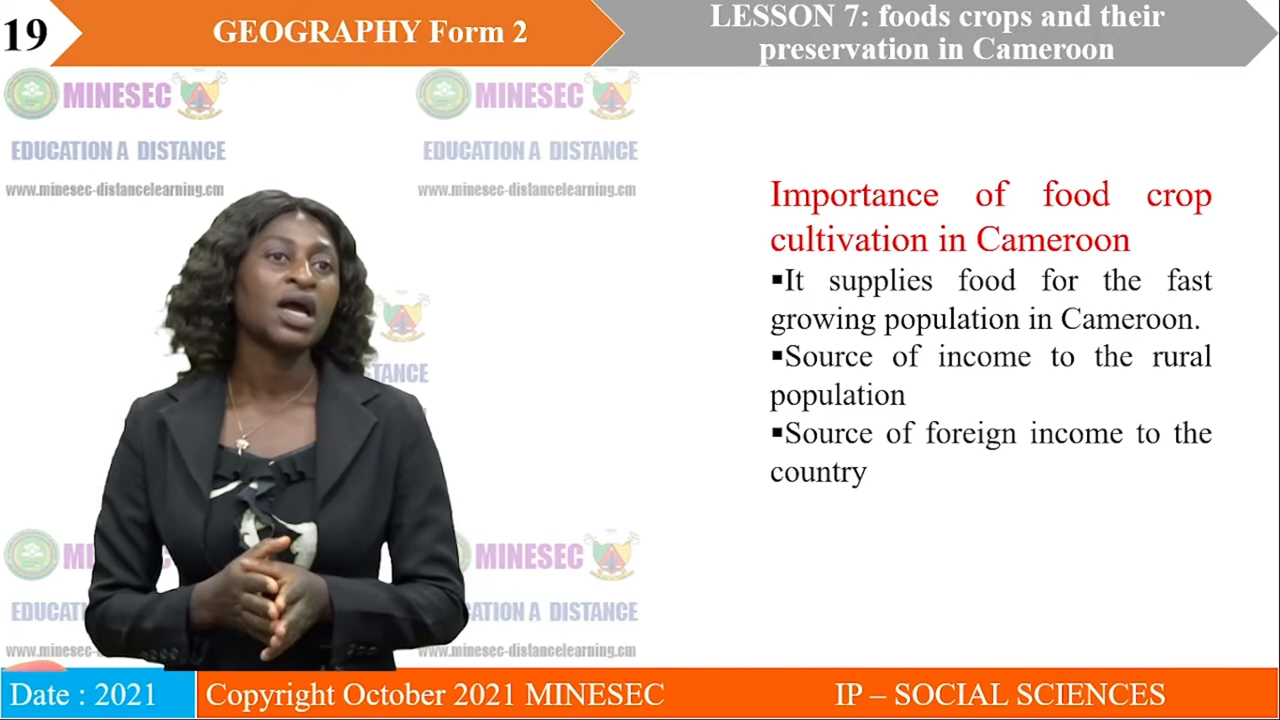 19
GEOGRAPHY Form 2
LESSON 7: foods crops and their
preservation in Cameroon
MINESEC
MINESEC
EDUCATION A DISTANCE
EDUCATION A DISTANCE
www.minesec-distancelearning.cm
www.minesec-distancelearning.cm
Importance of food crop
cultivation in Cameroon
▪It supplies food for the fast
growing population in Cameroon.
▪Source of income to the rural
population
▪Source of foreign income to the
country
TANCE
MI
MINESEC
EDUCATI
ATION A DISTANCE
www.minesec-
www.minesec-distancelearning.cm
Date : 2021
Copyright October 2021 MINESEC
IP – SOCIAL SCIENCES